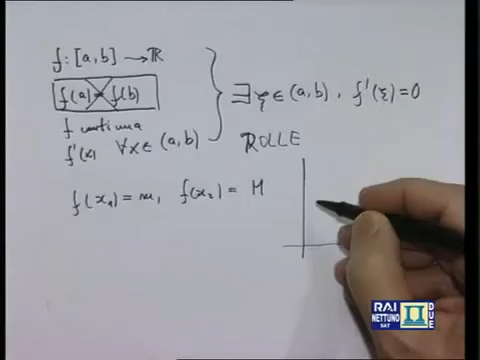 f: [a,b] → ℝ
f(a) = f(b)
f continua
f'(x) ∀x∈ (a,b)
∃ ξ ∈ (a,b), f'(ξ) = 0
ROLLE
f(x₁) = m, f(x₂) = M
RAI
NETTUNO
SAT
DUE